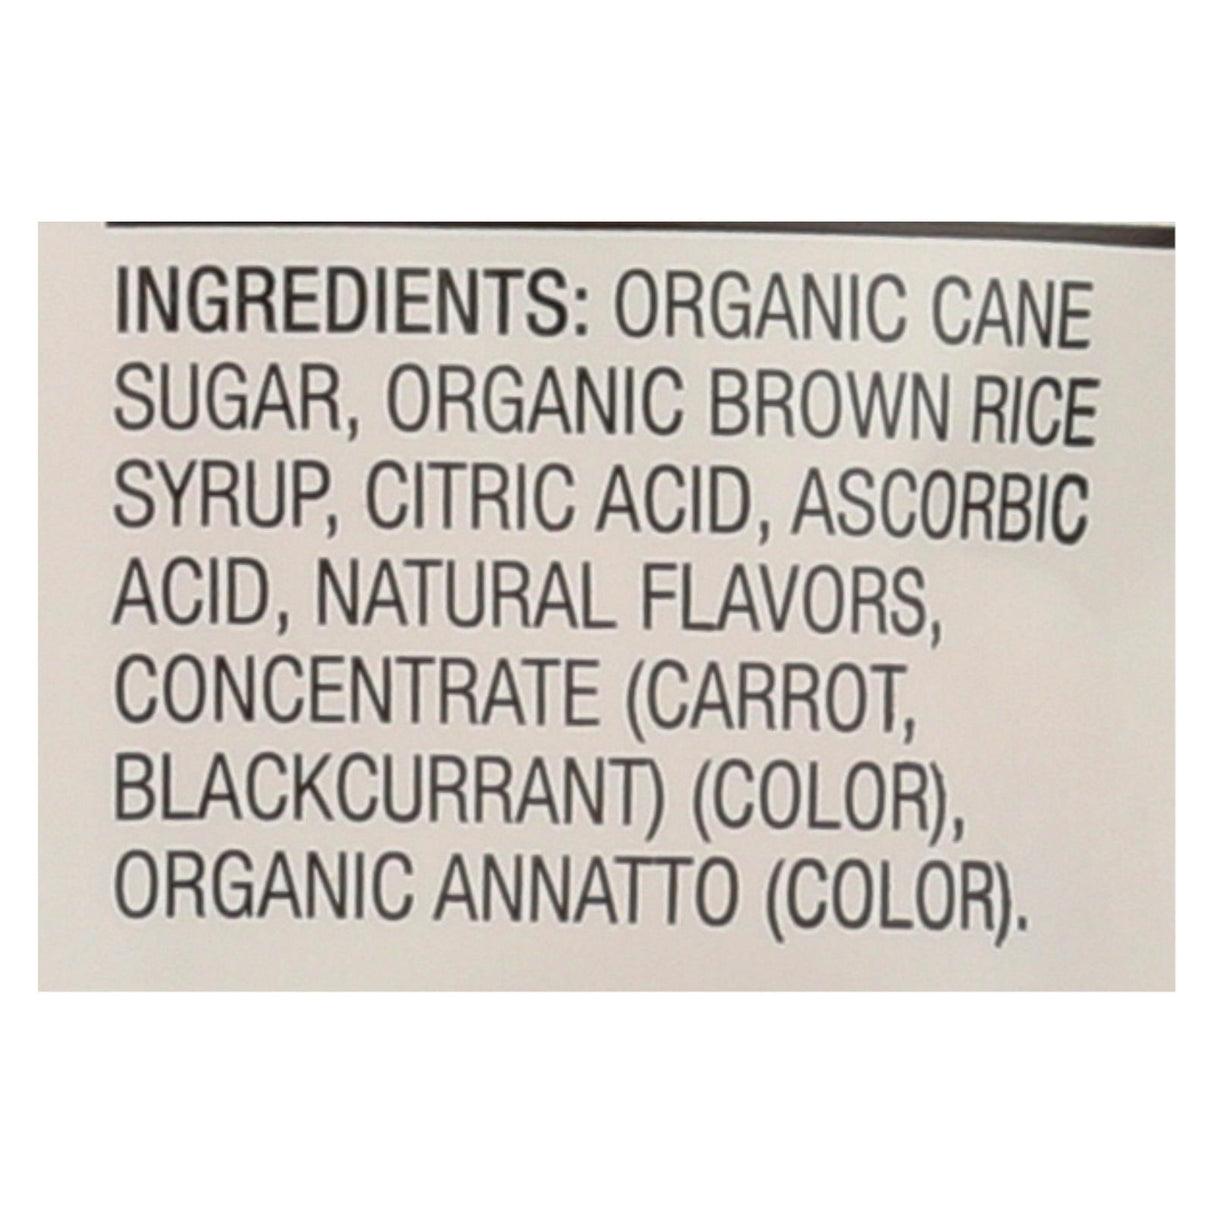 INGREDIENTS: ORGANIC CANE
SUGAR, ORGANIC BROWN RICE
SYRUP, CITRIC ACID, ASCORBIC
ACID, NATURAL FLAVORS,
CONCENTRATE (CARROT,
BLACKCURRANT) (COLOR),
ORGANIC ANNATTO (COLOR).